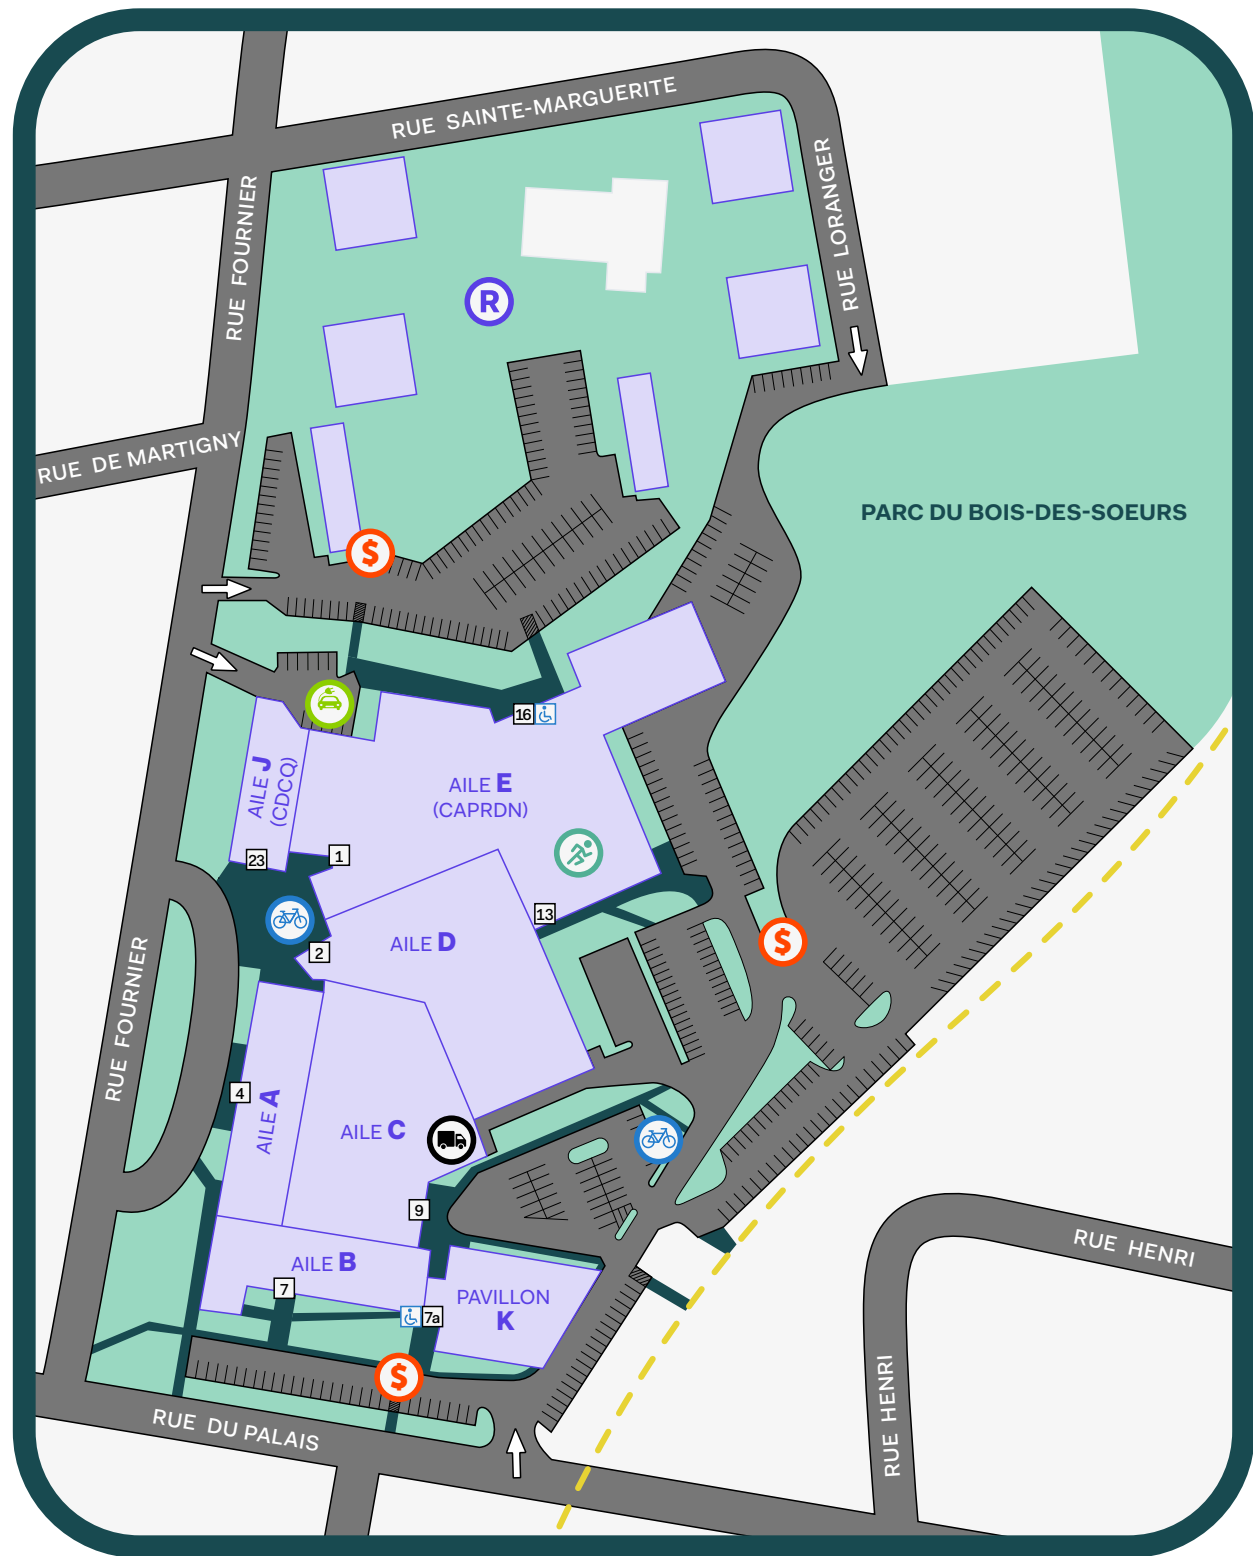 RUE SAINTE-MARGUERITE
RUE LORANGER
RUE FOURNIER
R
RUE DE MARTIGNY
PARC DU BOIS-DES-SOEURS
$
16
AILE J
(CDCQ)
AILE E
(CAPRDN)
23
1
13
2
AILE D
$
RUE FOURNIER
4
AILE A
AILE C
9
AILE B
7
7a
PAVILLON
K
$
RUE DU PALAIS
RUE HENRI
RUE HENRI